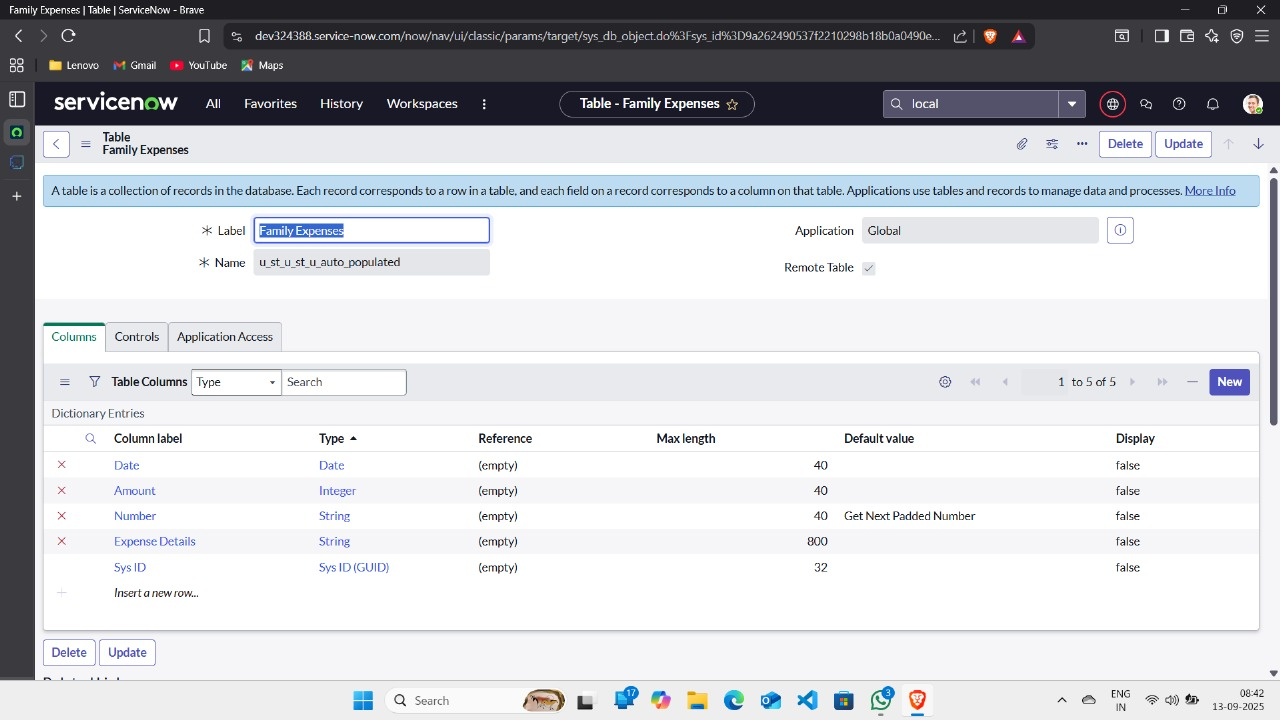 Family Expenses | Table | ServiceNow - Brave
dev324388.service-now.com/now/nav/ui/classic/params/target/sys_db_object.do%3Fsys_id%3D9a262490537f2210298b18b0a0490e...
Lenovo Gmail YouTube Maps
servicenow All Favorites History Workspaces Table - Family Expenses local
Table
Family Expenses
Delete Update
A table is a collection of records in the database. Each record corresponds to a row in a table, and each field on a record corresponds to a column on that table. Applications use tables and records to manage data and processes. More Info
Label Family Expenses Application Global
Name u_st_u_st_u_auto_populated Remote Table
Columns Controls Application Access
Table Columns Type Search 1 to 5 of 5 New
Dictionary Entries
Column label Type Reference Max length Default value Display
Date Date (empty) 40 false
Amount Integer (empty) 40 false
Number String (empty) 40 Get Next Padded Number false
Expense Details String (empty) 800 false
Sys ID Sys ID (GUID) (empty) 32 false
Insert a new row...
Delete Update
Search 17 3 ENG 08:42
IN 13-09-2025